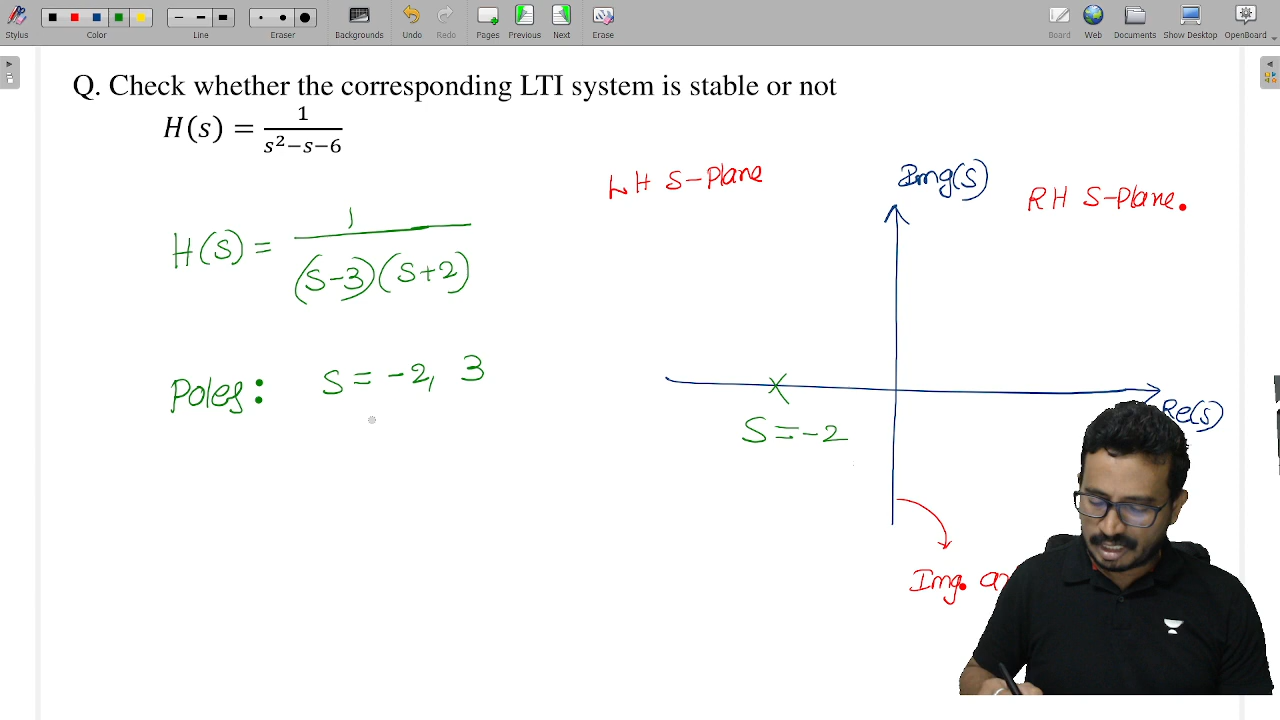 Stylus Color Line Eraser Backgrounds Undo Redo Pages Previous Next Erase Board Web Documents Show Desktop OpenBoard
Q. Check whether the corresponding LTI system is stable or not
H(s) = 1/(s²−s−6)
LH S-Plane
Img(s)
RH S-Plane.
H(s) = 1/((s-3)(s+2))
Poles: s = -2, 3
Re(s)
S = -2
Img.